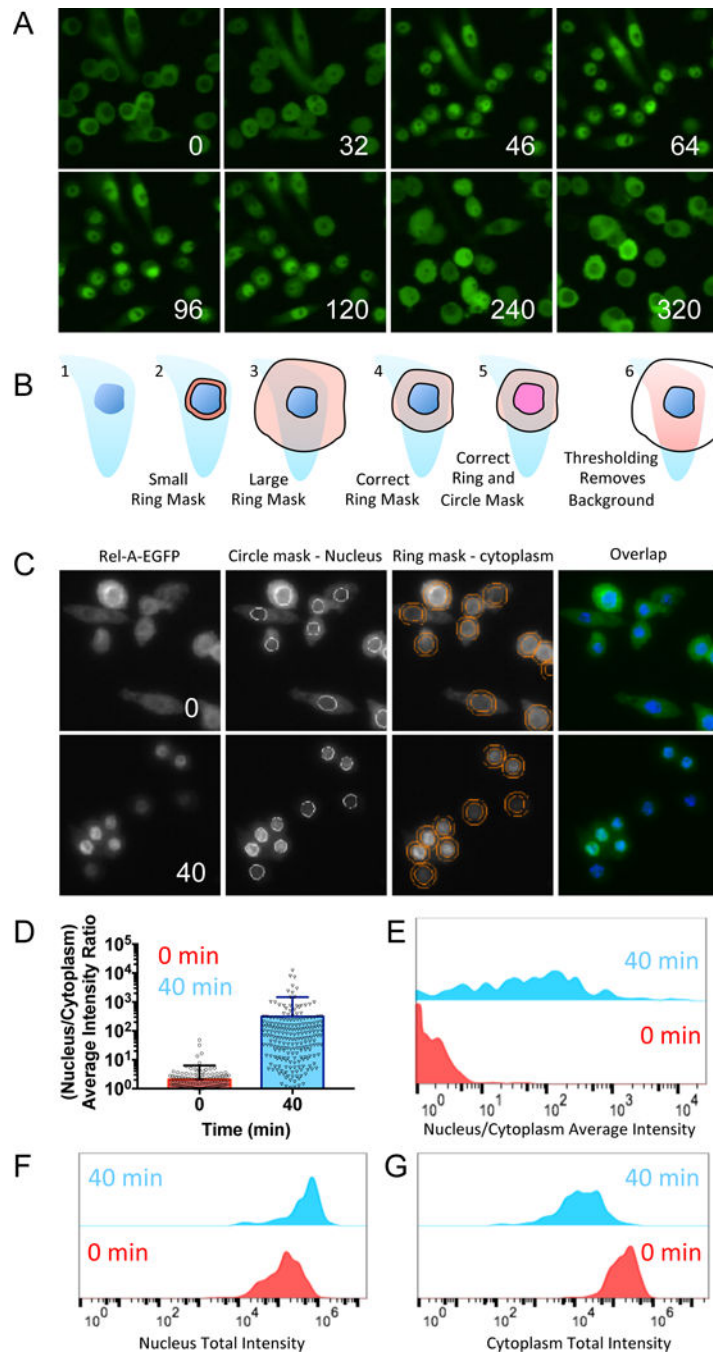 A
0
32
46
64
96
120
240
320
B
1
2
3
4
5
6
Small
Ring Mask
Large
Ring Mask
Correct
Ring Mask
Correct
Ring and
Circle Mask
Thresholding
Removes
Background
C
Rel-A-EGFP
Circle mask - Nucleus
Ring mask - cytoplasm
Overlap
0
40
D
(Nucleus/Cytoplasm)
Average Intensity Ratio
10^5
10^4
10^3
10^2
10^1
10^0
0 min
40 min
0
40
Time (min)
E
40 min
0 min
10^0
10^1
10^2
10^3
10^4
Nucleus/Cytoplasm Average Intensity
F
40 min
0 min
10^0
10^2
10^4
10^6
Nucleus Total Intensity
G
40 min
0 min
10^0
10^2
10^4
10^6
Cytoplasm Total Intensity